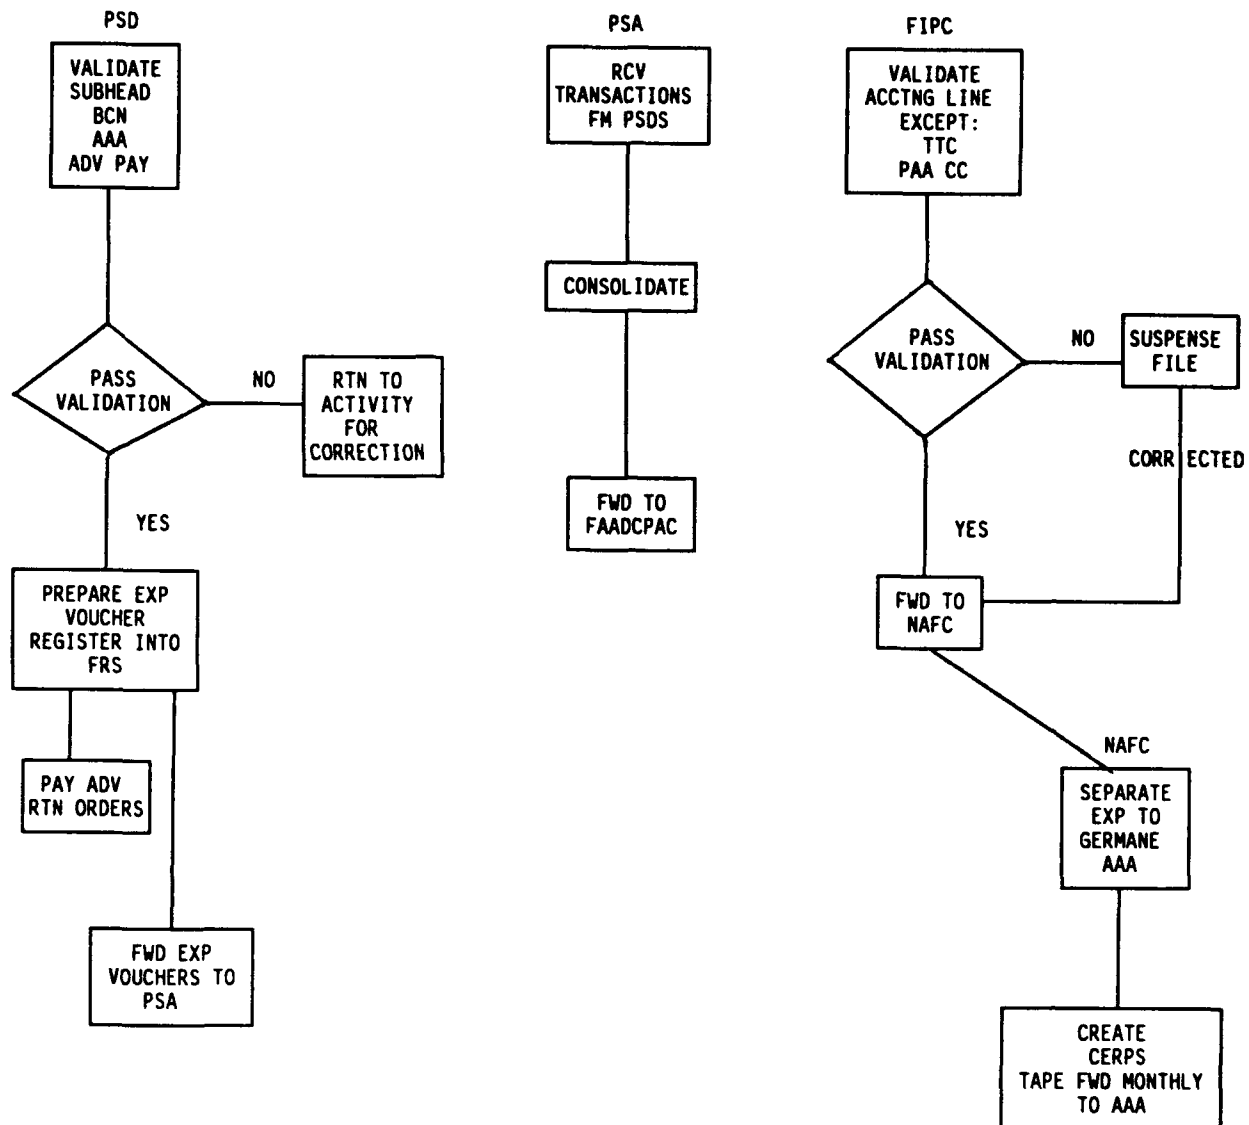 PSD
VALIDATE
SUBHEAD
BCN
AAA
ADV PAY
PASS
VALIDATION
NO
RTN TO
ACTIVITY
FOR
CORRECTION
YES
PREPARE EXP
VOUCHER
REGISTER INTO
FRS
PAY ADV
RTN ORDERS
FWD EXP
VOUCHERS TO
PSA
PSA
RCV
TRANSACTIONS
FM PSDS
CONSOLIDATE
FWD TO
FAADCPAC
FIPC
VALIDATE
ACCTNG LINE
EXCEPT:
TTC
PAA CC
PASS
VALIDATION
NO
SUSPENSE
FILE
CORRECTED
YES
FWD TO
NAFC
NAFC
SEPARATE
EXP TO
GERMANE
AAA
CREATE
CERPS
TAPE FWD MONTHLY
TO AAA